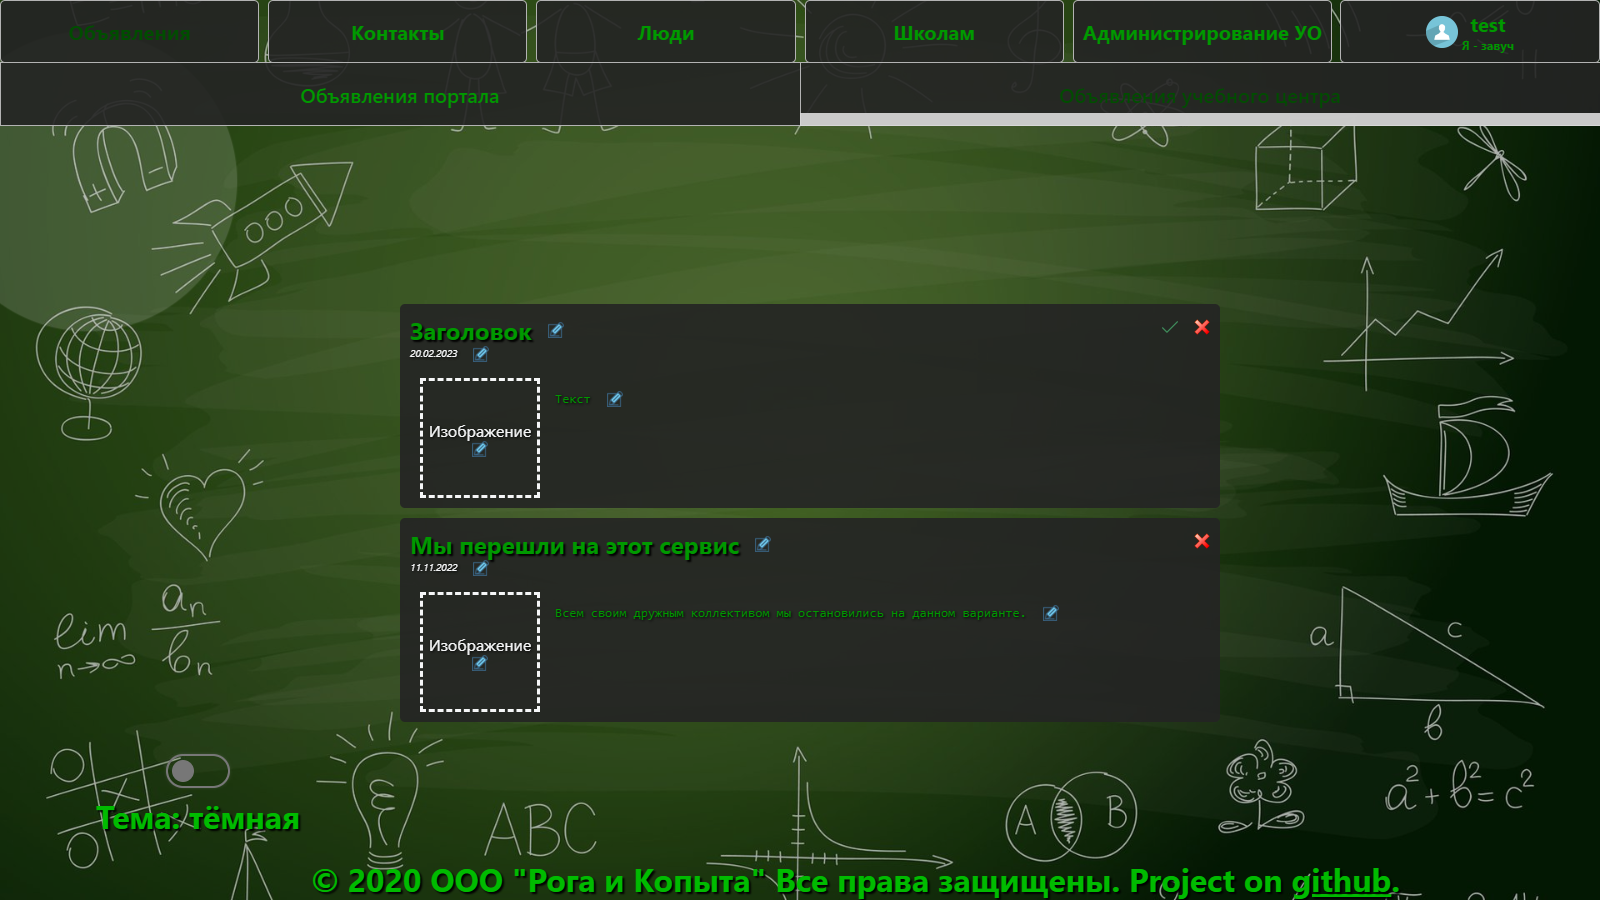 Объявления
Контакты
Люди
Школам
Администрирование УО
test
Я - завуч
Объявления портала
Объявления учебного центра
Заголовок
20.02.2023
Изображение
Текст
Мы перешли на этот сервис
11.11.2022
Изображение
Всем своим дружным коллективом мы остановились на данном варианте.
lim n→∞ aₙ/bₙ
a
c
b
Тема: тёмная
ABC
A
B
a² + b² = c²
© 2020 ООО "Рога и Копыта" Все права защищены. Project on github.